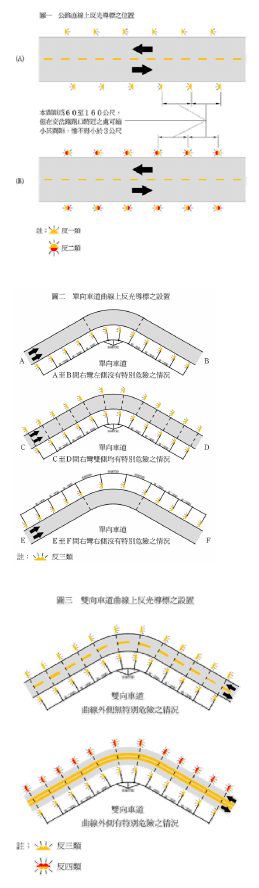 圖一　公路直線上反光導標之位置
(A)
本間距為60至160公尺，
但在交岔鐵路口時冠之處可縮
小其間距，惟不得小於3公尺
(B)
註： 反一類
反二類
圖二　單向車道曲線上反光導標之設置
A
B
單向車道
A至B間右彎左側沒有特別危險之情況
C
D
單向車道
C至D間右彎雙側均有特別危險之情況
E
F
單向車道
E至F間右彎右側沒有特別危險之情況
註： 反三類
圖三　雙向車道曲線上反光導標之設置
雙向車道
曲線外側無特別危險之情況
雙向車道
曲線外側有特別危險之情況
註： 反三類
反四類